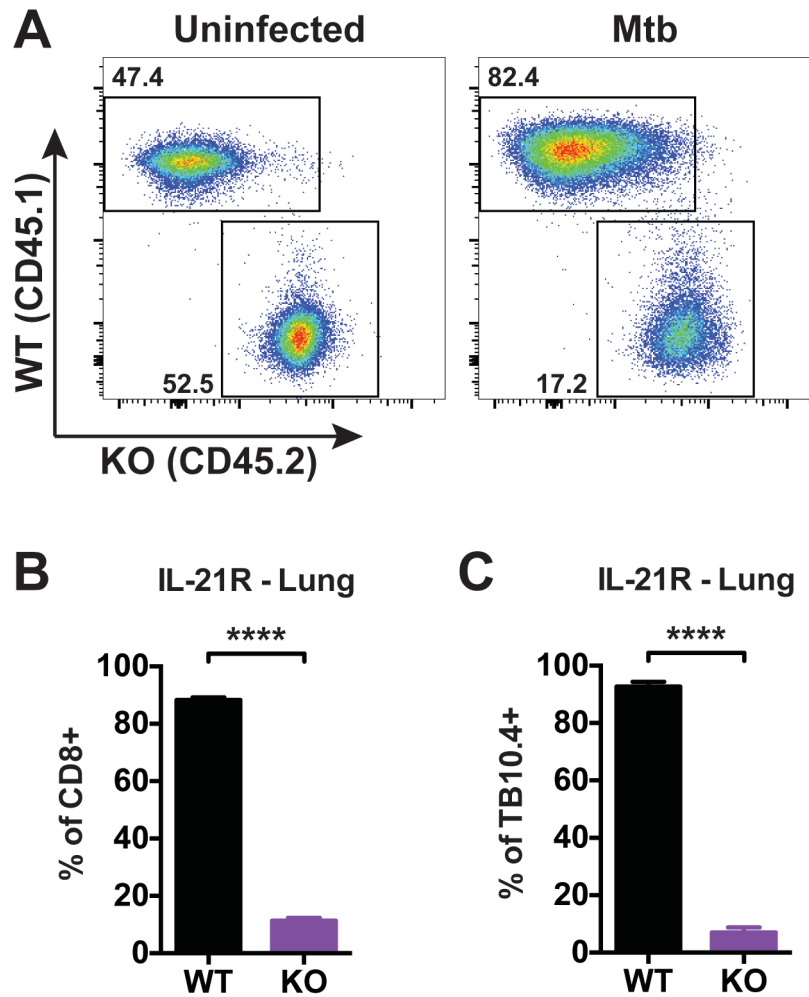 A
Uninfected
Mtb
47.4
82.4
WT (CD45.1)
52.5
17.2
KO (CD45.2)
B
IL-21R - Lung
****
% of CD8+
100
80
60
40
20
0
WT
KO
C
IL-21R - Lung
****
% of TB10.4+
100
80
60
40
20
0
WT
KO